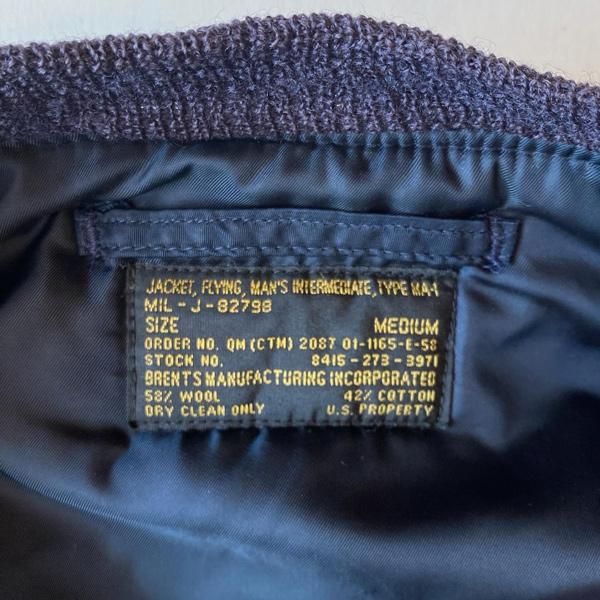 JACKET, FLYING, MAN'S INTERMEDIATE, TYPE MA-1
MIL - J - 82798
SIZE MEDIUM
ORDER NO. QM (CTM) 2087 01-1165-E-58
STOCK NO. 8415 - 273 - 3971
BRENTS MANUFACTURING INCORPORATED
58% WOOL 42% COTTON
DRY CLEAN ONLY U.S. PROPERTY